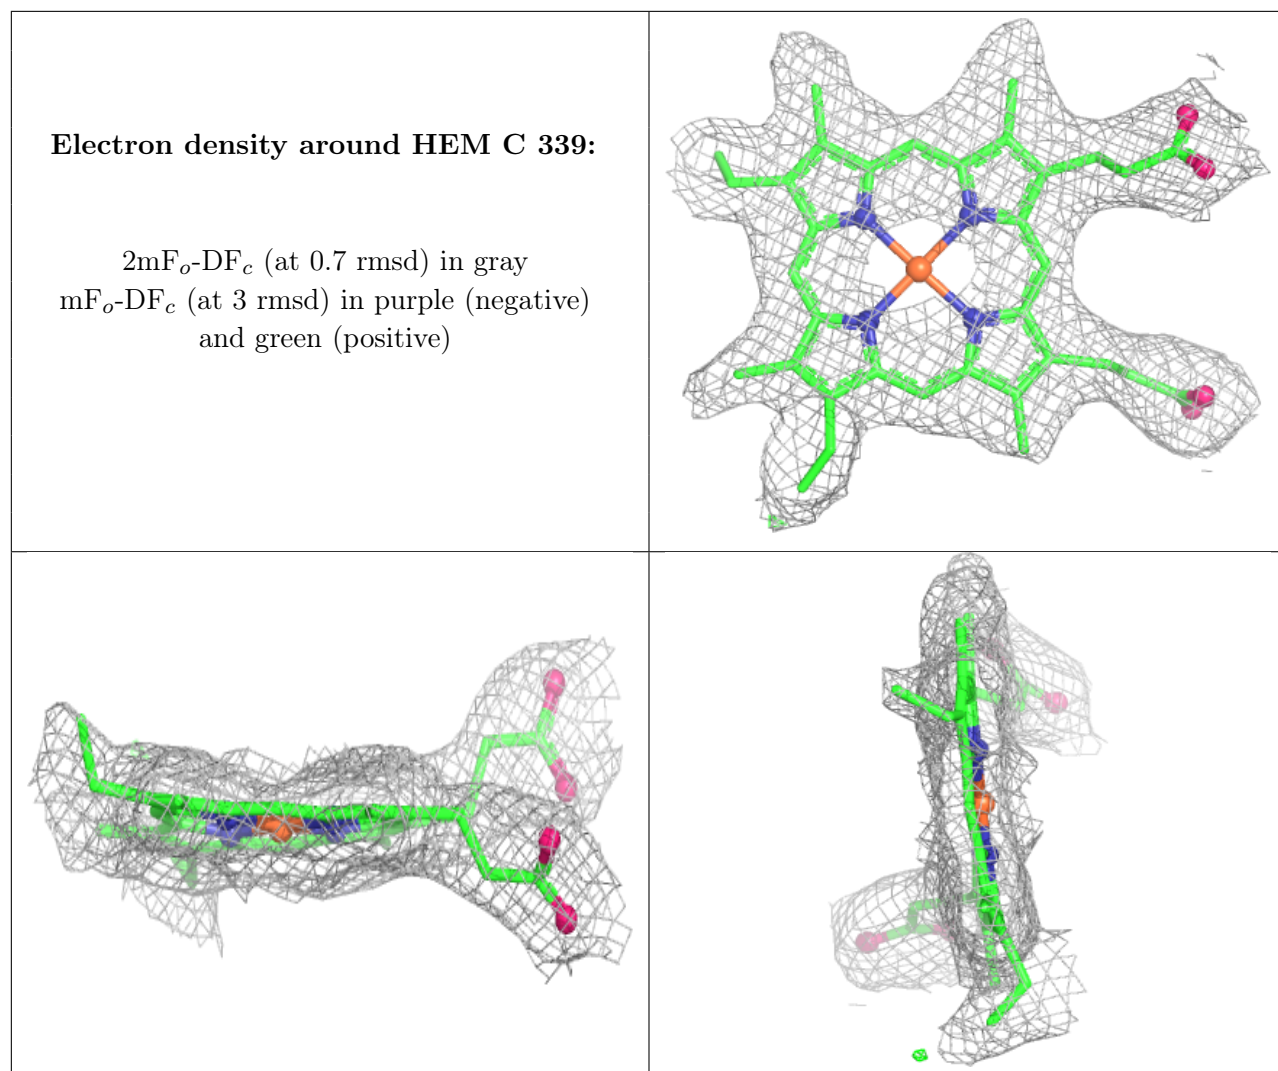 Electron density around HEM C 339:
2mFo-DFc (at 0.7 rmsd) in gray
mFo-DFc (at 3 rmsd) in purple (negative)
and green (positive)